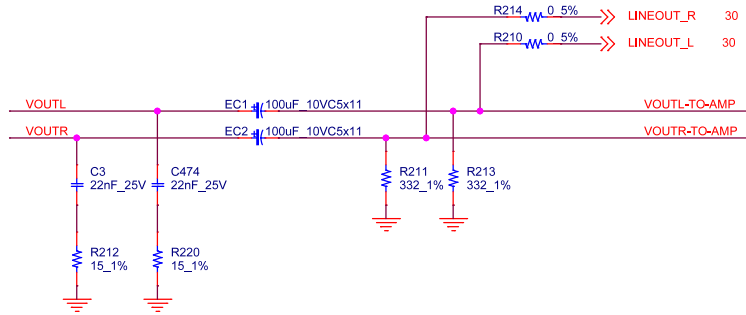 R214 0_5% LINEOUT_R 30
R210 0_5% LINEOUT_L 30
VOUTL EC1 + 100uF_10VC5x11 VOUTL-TO-AMP
VOUTR EC2 + 100uF_10VC5x11 VOUTR-TO-AMP
C3 C474 R211 R213
22nF_25V 22nF_25V 332_1% 332_1%
R212 R220
15_1% 15_1%